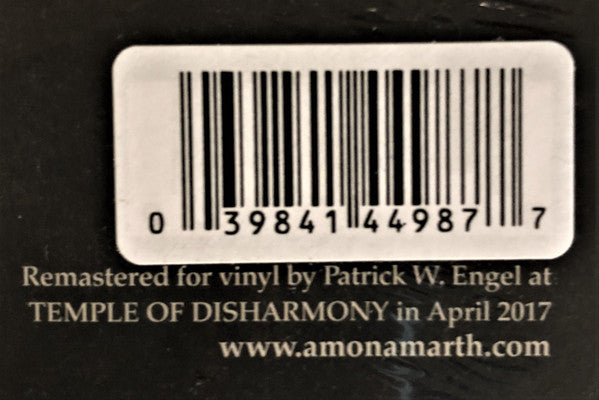 0 39841 44987 7
Remastered for vinyl by Patrick W. Engel at
TEMPLE OF DISHARMONY in April 2017
www.amonamarth.com